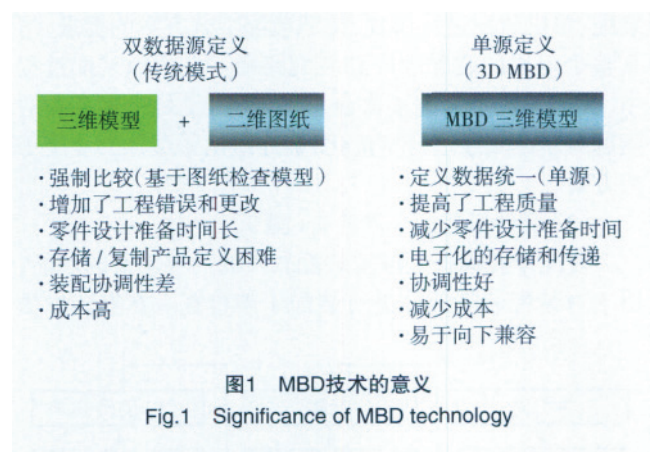 双数据源定义
（传统模式）
三维模型 + 二维图纸
·强制比较(基于图纸检查模型)
·增加了工程错误和更改
·零件设计准备时间长
·存储/复制产品定义困难
·装配协调性差
·成本高
单源定义
（3D MBD）
MBD 三维模型
·定义数据统一(单源)
·提高了工程质量
·减少零件设计准备时间
·电子化的存储和传递
·协调性好
·减少成本
·易于向下兼容
图1 MBD技术的意义
Fig.1 Significance of MBD technology